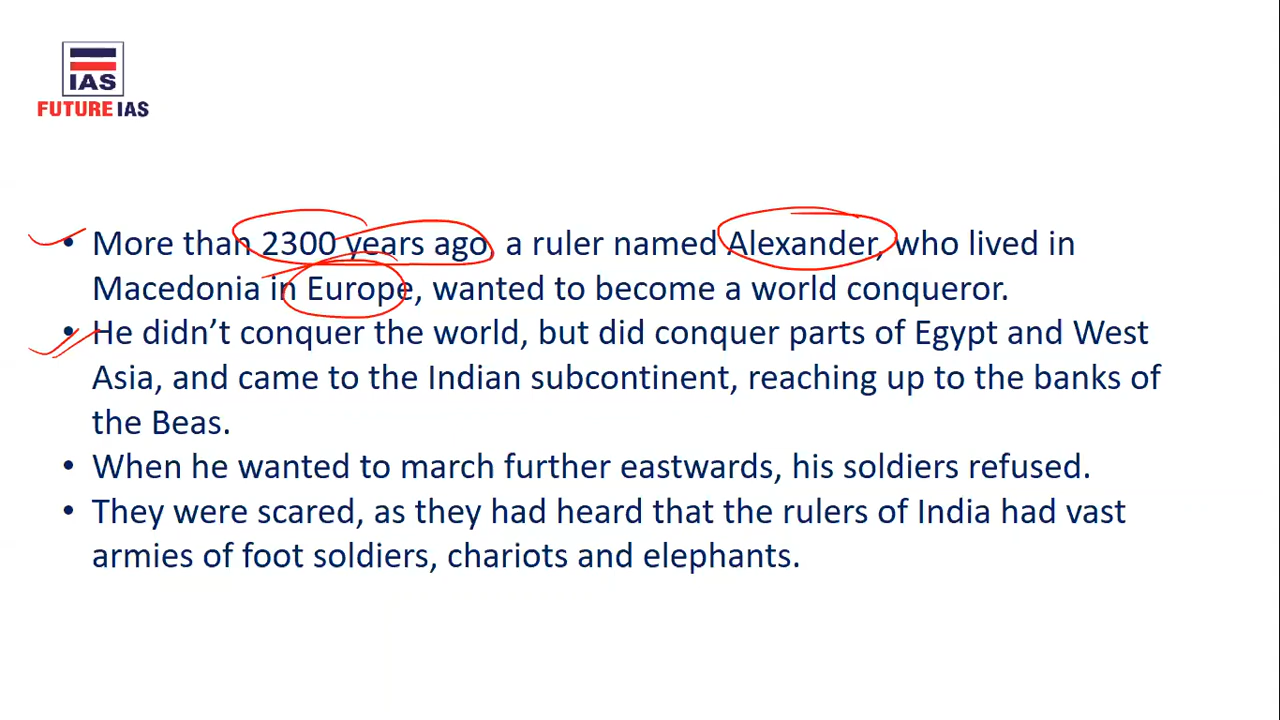 IAS
FUTURE IAS
• More than 2300 years ago, a ruler named Alexander, who lived in
Macedonia in Europe, wanted to become a world conqueror.
• He didn’t conquer the world, but did conquer parts of Egypt and West
Asia, and came to the Indian subcontinent, reaching up to the banks of
the Beas.
• When he wanted to march further eastwards, his soldiers refused.
• They were scared, as they had heard that the rulers of India had vast
armies of foot soldiers, chariots and elephants.